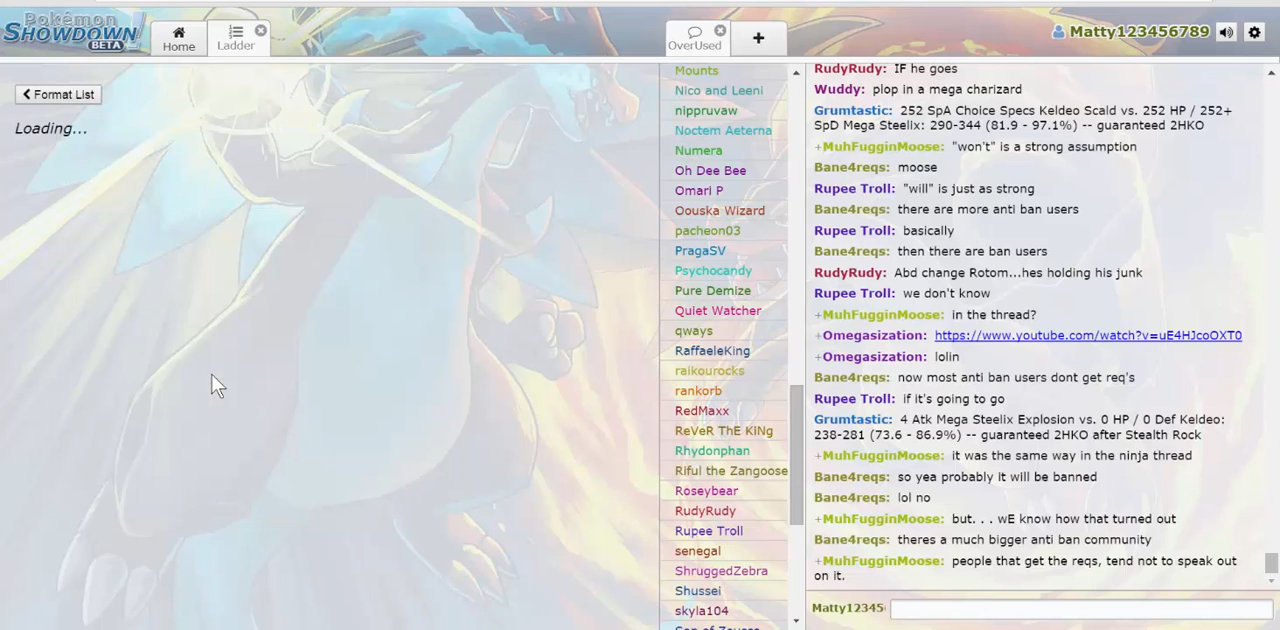 Pokémon
SHOWDOWN
BETA
Home
Ladder
OverUsed
+
Matty123456789
Format List
Loading...
Mounts
Nico and Leeni
nippruvaw
Noctem Aeterna
Numera
Oh Dee Bee
Omari P
Oouska Wizard
pacheon03
PragaSV
Psychocandy
Pure Demize
Quiet Watcher
qways
RaffaeleKing
raikourocks
rankorb
RedMaxx
ReVeR ThE KiNg
Rhydonphan
Riful the Zangoose
Roseybear
RudyRudy
Rupee Troll
senegal
ShruggedZebra
Shussei
skyla104
RudyRudy: IF he goes
Wuddy: plop in a mega charizard
Grumtastic: 252 SpA Choice Specs Keldeo Scald vs. 252 HP / 252+
SpD Mega Steelix: 290-344 (81.9 - 97.1%) -- guaranteed 2HKO
+MuhFugginMoose: "won't" is a strong assumption
Bane4reqs: moose
Rupee Troll: "will" is just as strong
Bane4reqs: there are more anti ban users
Rupee Troll: basically
Bane4reqs: then there are ban users
RudyRudy: Abd change Rotom...hes holding his junk
Rupee Troll: we don't know
+MuhFugginMoose: in the thread?
+Omegasization: https://www.youtube.com/watch?v=uE4HJcoOXT0
+Omegasization: lolin
Bane4reqs: now most anti ban users dont get req's
Rupee Troll: if it's going to go
Grumtastic: 4 Atk Mega Steelix Explosion vs. 0 HP / 0 Def Keldeo:
238-281 (73.6 - 86.9%) -- guaranteed 2HKO after Stealth Rock
+MuhFugginMoose: it was the same way in the ninja thread
Bane4reqs: so yea probably it will be banned
Bane4reqs: lol no
+MuhFugginMoose: but. . . wE know how that turned out
Bane4reqs: theres a much bigger anti ban community
+MuhFugginMoose: people that get the reqs, tend not to speak out
on it.
Matty12345